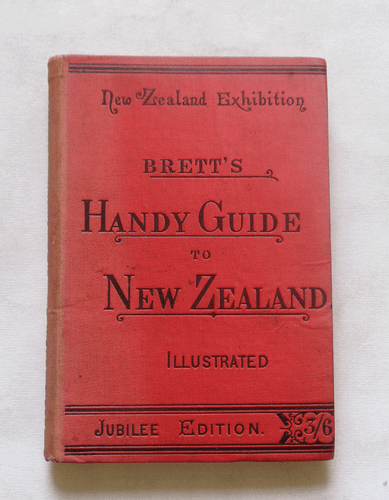 New Zealand Exhibition
BRETT'S
HANDY GUIDE
TO
NEW ZEALAND
ILLUSTRATED
JUBILEE EDITION. 3/6